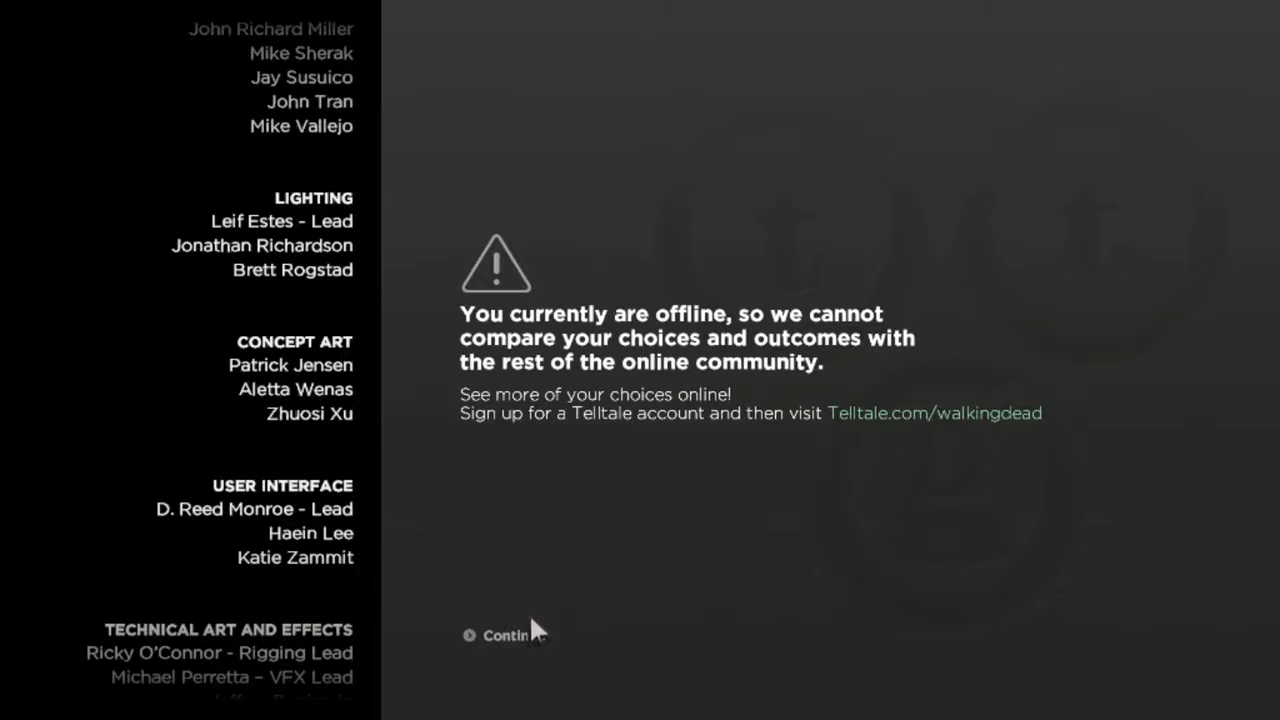 John Richard Miller
Mike Sherak
Jay Susuico
John Tran
Mike Vallejo
LIGHTING
Leif Estes - Lead
Jonathan Richardson
Brett Rogstad
CONCEPT ART
Patrick Jensen
Aletta Wenas
Zhuosi Xu
USER INTERFACE
D. Reed Monroe - Lead
Haein Lee
Katie Zammit
TECHNICAL ART AND EFFECTS
Ricky O'Connor - Rigging Lead
Michael Perretta – VFX Lead
You currently are offline, so we cannot
compare your choices and outcomes with
the rest of the online community.
See more of your choices online!
Sign up for a Telltale account and then visit Telltale.com/walkingdead
Contin